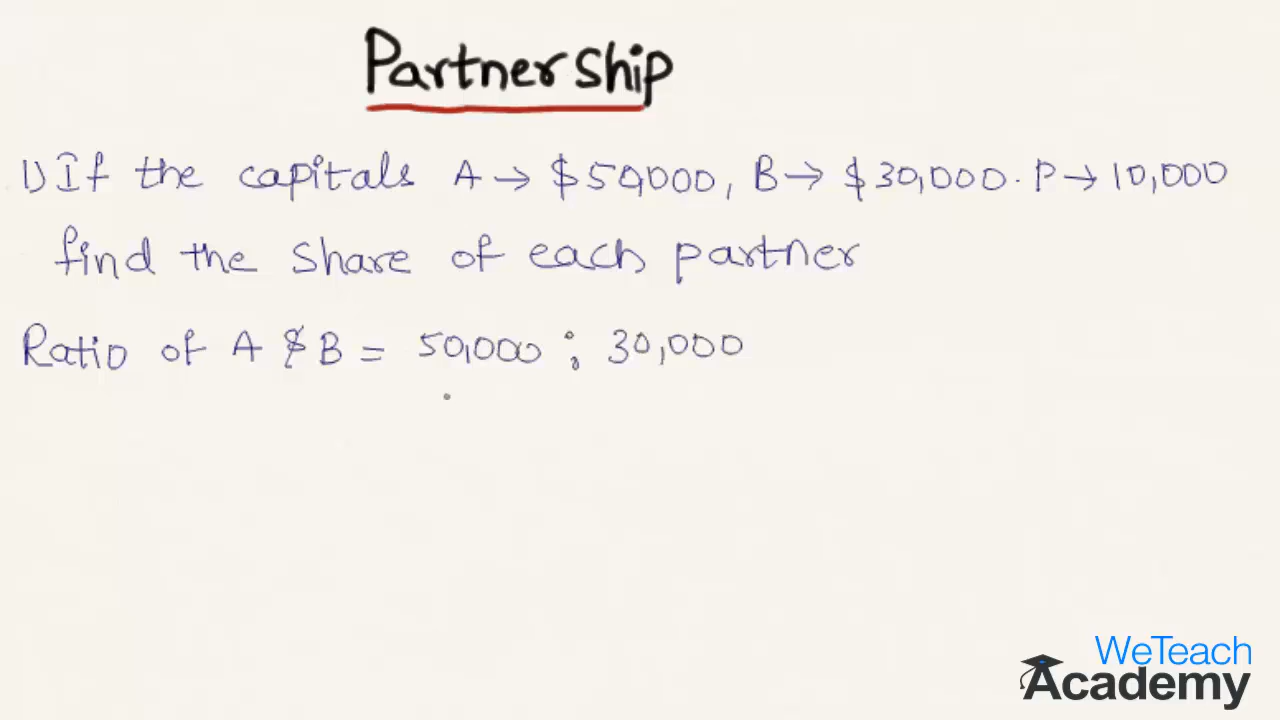 Partnership
1) If the capitals A → $50,000, B → $30,000. P → 10,000
find the share of each partner
Ratio of A & B = 50,000 : 30,000
WeTeach
Academy